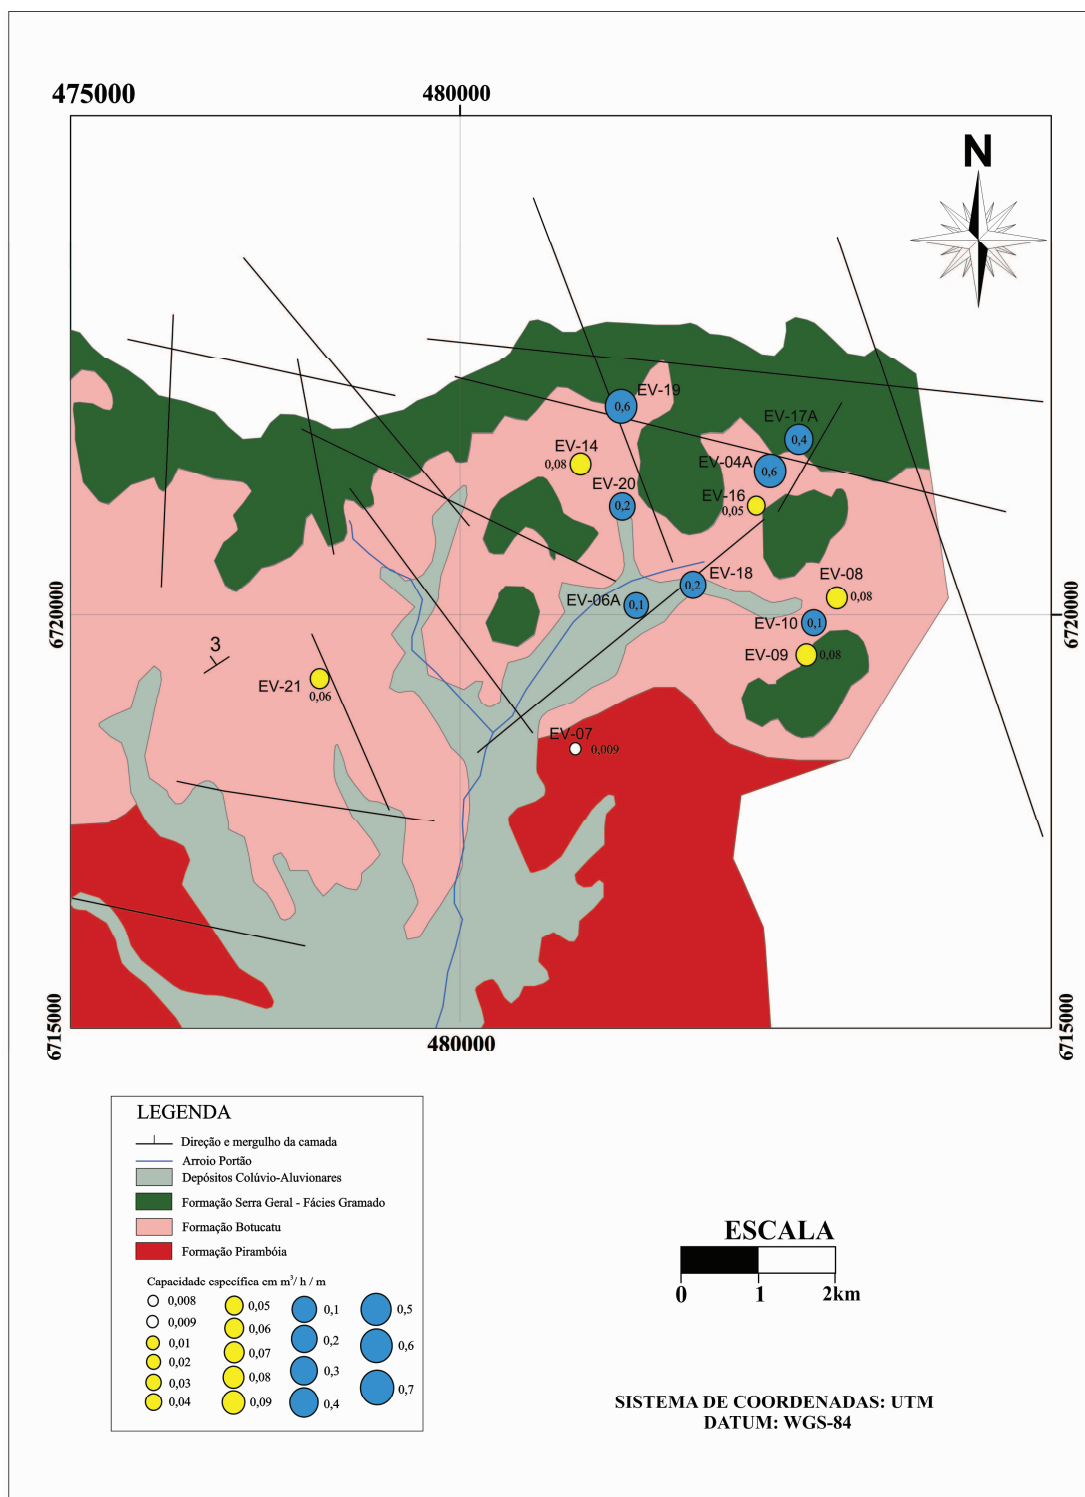 475000
480000
N
EV-19
0,6
EV-17A
0,4
EV-14
0,08
EV-04A
0,6
EV-20
0,2
EV-16
0,05
EV-18
0,2
EV-08
0,08
EV-06A
0,1
EV-10
0,1
EV-09
0,08
6720000
6720000
3
EV-21
0,06
EV-07
0,009
6715000
6715000
480000
LEGENDA
Direção e mergulho da camada
Arroio Portão
Depósitos Colúvio-Aluvionares
Formação Serra Geral - Fácies Gramado
Formação Botucatu
Formação Pirambóia
Capacidade específica em m³/ h / m
0,008
0,009
0,01
0,02
0,03
0,04
0,05
0,06
0,07
0,08
0,09
0,1
0,2
0,3
0,4
0,5
0,6
0,7
ESCALA
0 1 2km
SISTEMA DE COORDENADAS: UTM
DATUM: WGS-84